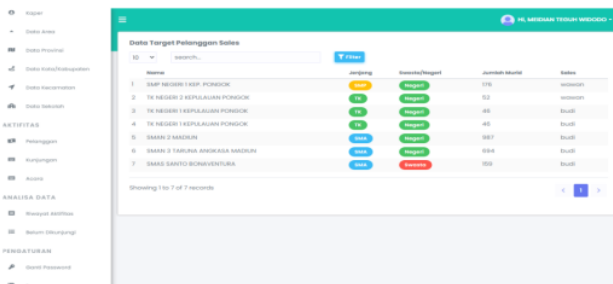 Kaper
Data Area
Data Provinsi
Data Kota/Kabupaten
Data Kecamatan
Data Sekolah
AKTIFITAS
Pelanggan
Kunjungan
Acara
ANALISA DATA
Riwayat Aktifitas
Belum Dikunjungi
PENGATURAN
Ganti Password
HI, MEIDIAN TEGUH WIDODO
Data Target Pelanggan Sales
10 search... Filter
Nama Jenjang Swasta/Negeri Jumlah Murid Sales
1 SMP NEGERI 1 KEP. PONGOK SMP Negeri 178 wawan
2 TK NEGERI 2 KEPULAUAN PONGOK TK Negeri 52 wawan
3 TK NEGERI 1 KEPULAUAN PONGOK TK Negeri 45 budi
4 TK NEGERI 1 KEPULAUAN PONGOK TK Negeri 45 budi
5 SMAN 2 MADIUN SMA Negeri 987 budi
6 SMAN 3 TARUNA ANGKASA MADIUN SMA Negeri 694 budi
7 SMAS SANTO BONAVENTURA SMA Swasta budi
Showing 1 to 7 of 7 records
1